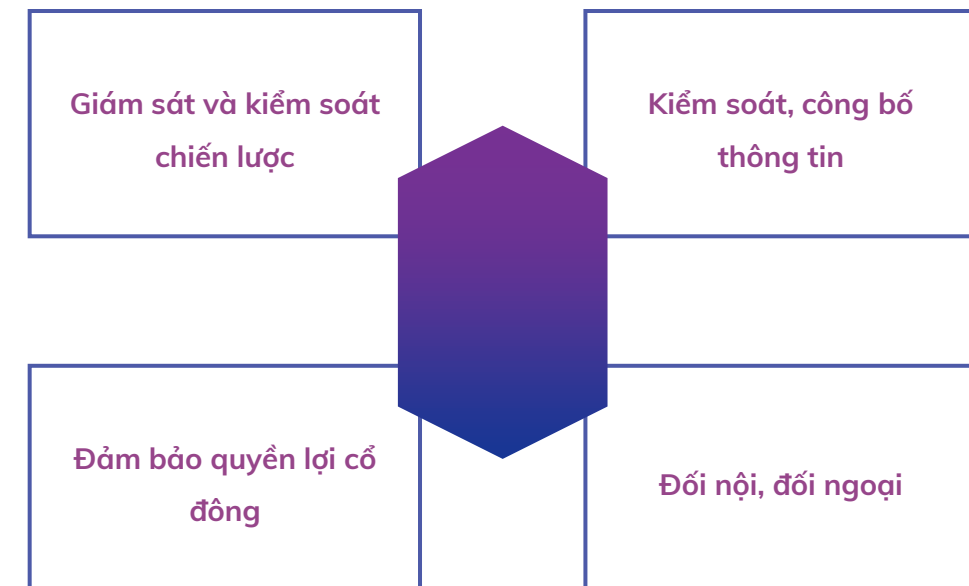 Giám sát và kiểm soát
chiến lược
Kiểm soát, công bố
thông tin
Đảm bảo quyền lợi cổ
đông
Đối nội, đối ngoại